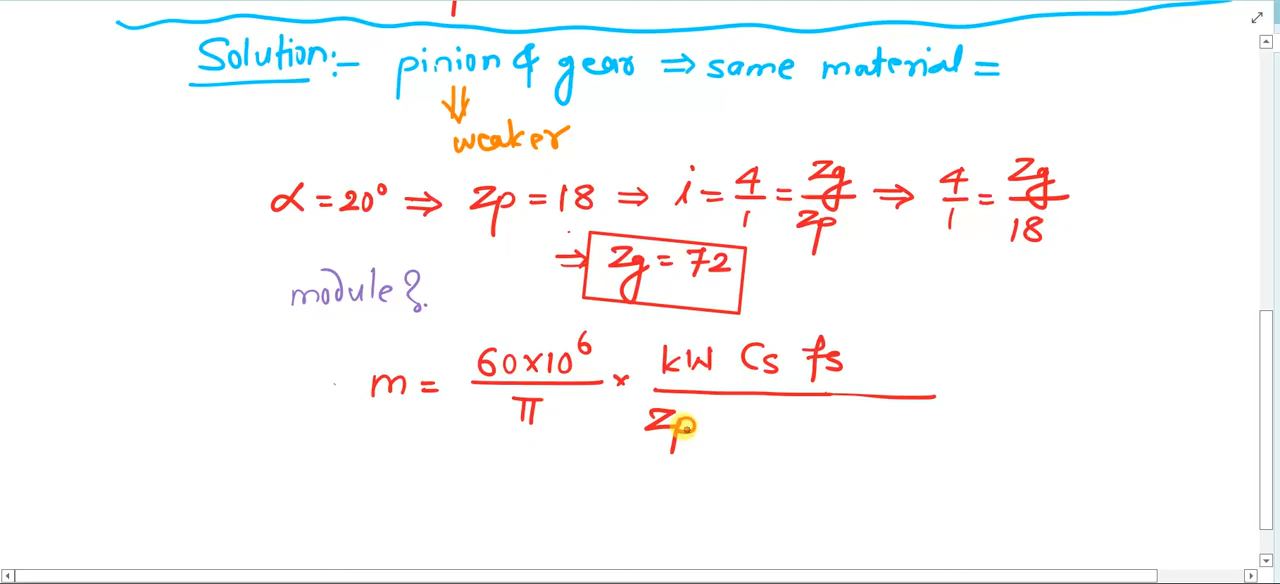 Solution:- pinion & gear ⇒ same material =
⇓
weaker
α = 20° ⇒ zp = 18 ⇒ i = 4/1 = zg/zp ⇒ 4/1 = zg/18
⇒ zg = 72
module ?.
m = 60×10⁶/π × kW Cs fs/zp